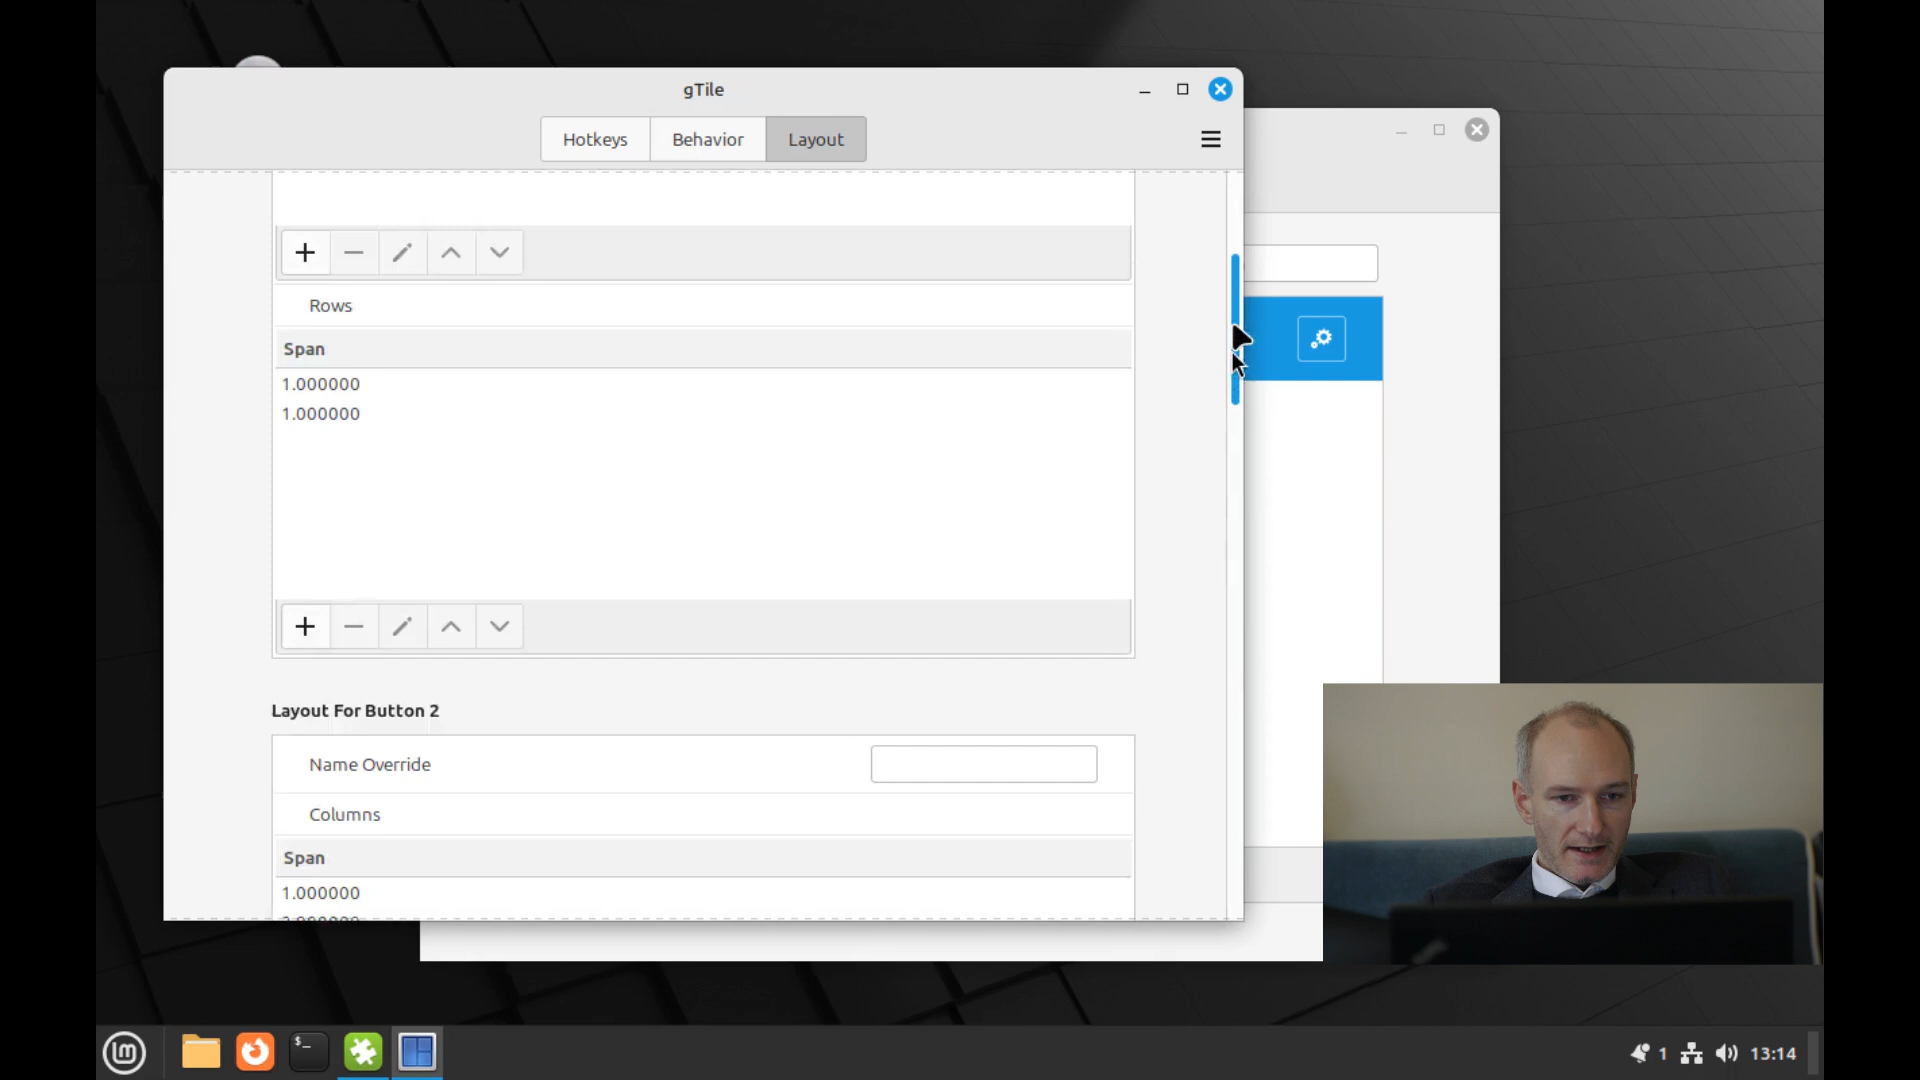 gTile
Hotkeys
Behavior
Layout
Rows
Span
1.000000
1.000000
Layout For Button 2
Name Override
Columns
Span
1.000000
$_
1
13:14